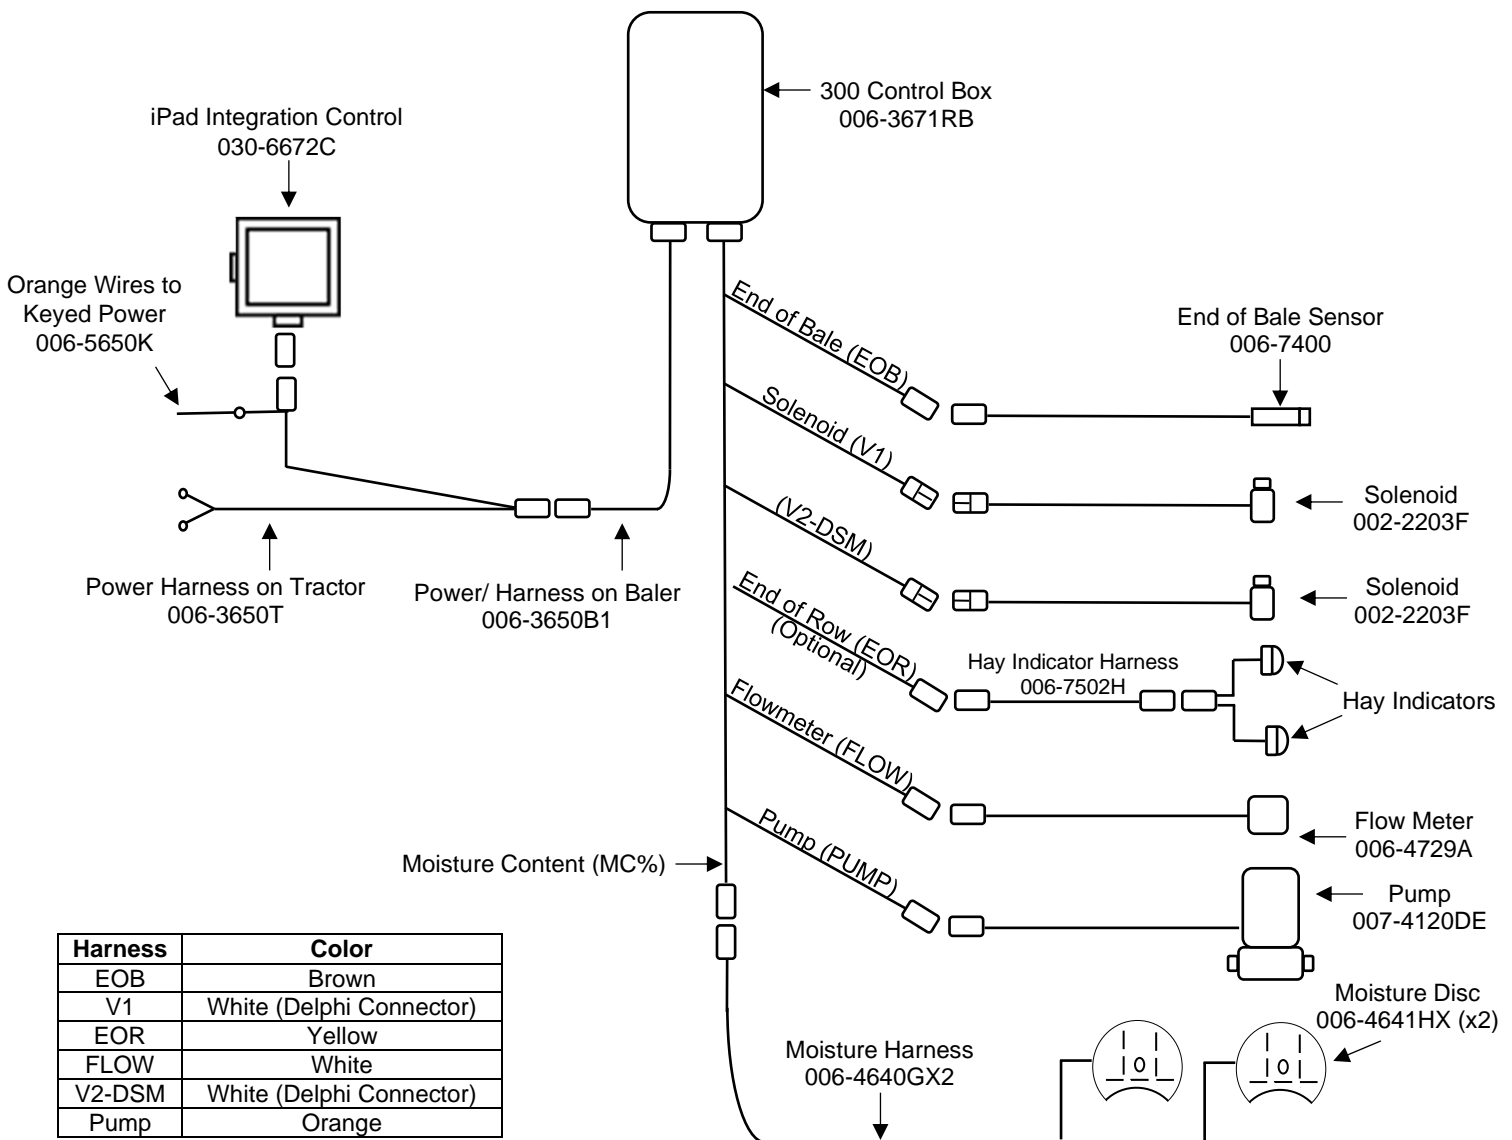 300 Control Box
006-3671RB
iPad Integration Control
030-6672C
Orange Wires to
Keyed Power
006-5650K
End of Bale (EOB)
End of Bale Sensor
006-7400
Solenoid (V1)
Solenoid
002-2203F
(V2-DSM)
Solenoid
002-2203F
Power Harness on Tractor
006-3650T
Power/ Harness on Baler
006-3650B1
End of Row (EOR)
(Optional)
Hay Indicator Harness
006-7502H
Hay Indicators
Flowmeter (FLOW)
Flow Meter
006-4729A
Moisture Content (MC%)
Pump (PUMP)
Pump
007-4120DE
Harness Color
EOB Brown
V1 White (Delphi Connector)
EOR Yellow
FLOW White
V2-DSM White (Delphi Connector)
Pump Orange
Moisture Disc
006-4641HX (x2)
Moisture Harness
006-4640GX2